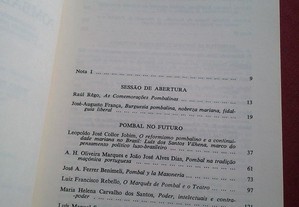 Nota 1 9
SESSÃO DE ABERTURA
Raúl Rêgo, As Comemorações Pombalinas 11
José-Augusto França, Burguesia pombalina, nobreza mariana, fidalguia liberal 19
POMBAL NO FUTURO
Leopoldo José Collor Jobim, O reformismo pombalino e a continuidade
mariana no Brasil: Luís dos Santos Vilhena, marco do
pensamento político luso-brasileiro
A. H. Oliveira Marques e João José Alves Dias, Pombal na tradição
maçónica portuguesa
José A. Ferrer Benimeli, Pombal y la Masonería
Luiz Francisco Rebello, O Marquês de Pombal e o Teatro
Maria Helena Carvalho dos Santos, Poder, intelectuais e contra-
poder